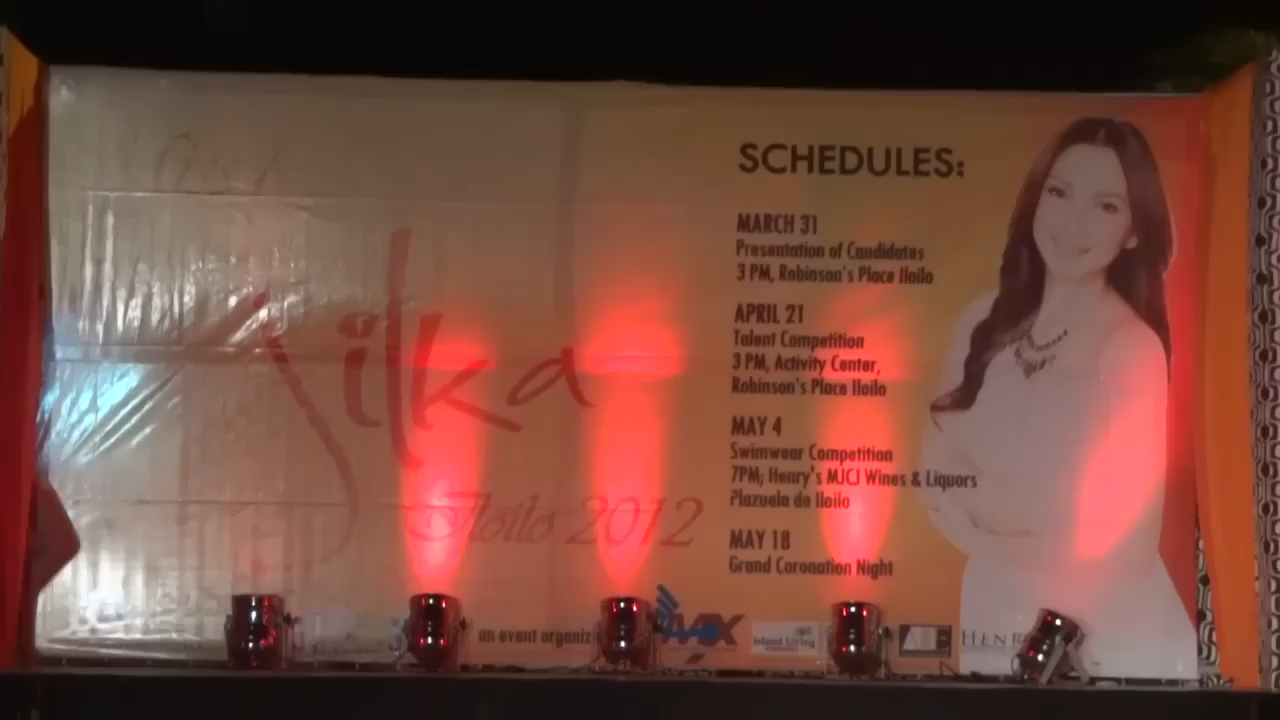 Silka
Iloilo 2012
SCHEDULES:
MARCH 31
Presentation of Candidates
3 PM, Robinson's Place Iloilo
APRIL 21
Talent Competition
3 PM, Activity Center,
Robinson's Place Iloilo
MAY 4
Swimwear Competition
7PM; Henry's MJCJ Wines & Liquors
Plazuela de Iloilo
MAY 18
Grand Coronation Night
an event organiz
Island Living